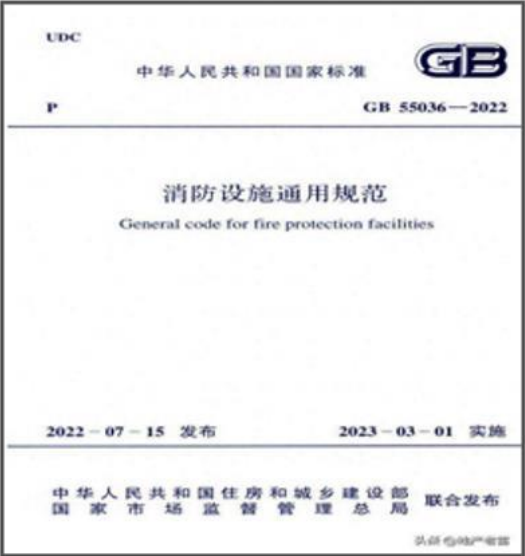 UDC
GB
中华人民共和国国家标准
P
GB 55036—2022
消防设施通用规范
General code for fire protection facilities
2022-07-15 发布
2023-03-01 实施
中华人民共和国住房和城乡建设部
国家市场监督管理总局
联合发布